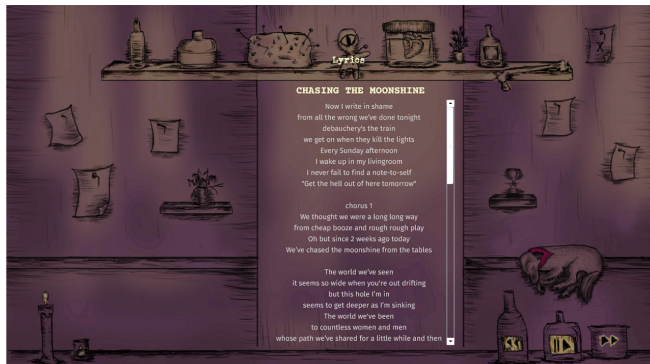 Lyrics
CHASING THE MOONSHINE
Now I write in shame
from all the wrong we've done tonight
debauchery's the train
we get on when they kill the lights
Every Sunday afternoon
I wake up in my livingroom
I never fail to find a note-to-self
"Get the hell out of here tomorrow"
chorus 1
We thought we were a long long way
from cheap booze and rough rough play
Oh but since 2 weeks ago today
We've chased the moonshine from the tables
The world we've seen
it seems so wide when you're out drifting
but this hole I'm in
seems to get deeper as I'm sinking
The world we've been
to countless women and men
whose path we've shared for a little while and then